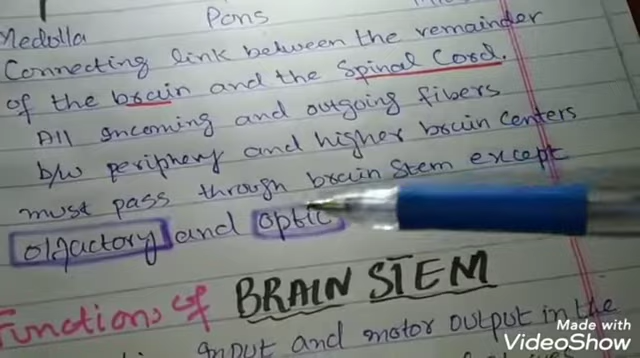 Medulla Pons
Connecting link between the remainder
of the brain and the Spinal Cord.
All incoming and outgoing fibers
b/w periphery and higher brain centers
must pass through brain stem except
olfactory and optic
Functions of BRAIN STEM
input and motor output in the
Made with
VideoShow